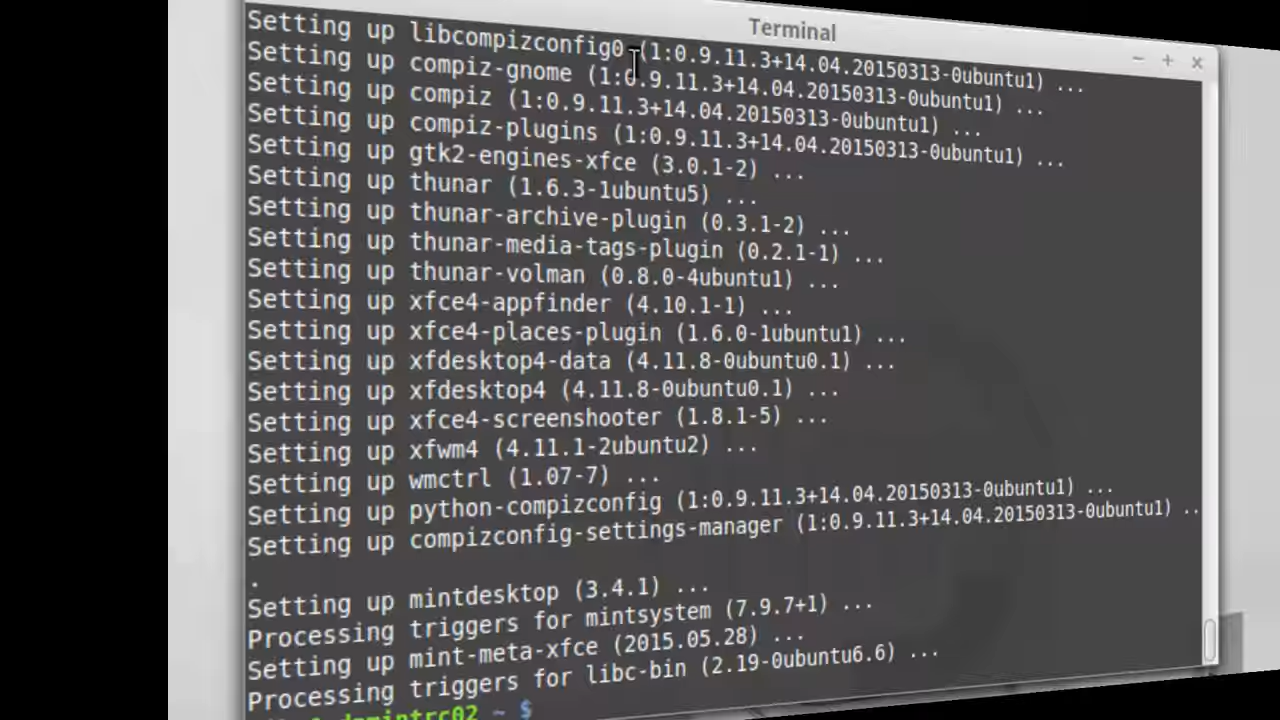 Terminal
Setting up libcompizconfig0 (1:0.9.11.3+14.04.20150313-0ubuntu1) ...
Setting up compiz-gnome (1:0.9.11.3+14.04.20150313-0ubuntu1) ...
Setting up compiz (1:0.9.11.3+14.04.20150313-0ubuntu1) ...
Setting up compiz-plugins (1:0.9.11.3+14.04.20150313-0ubuntu1) ...
Setting up gtk2-engines-xfce (3.0.1-2) ...
Setting up thunar (1.6.3-1ubuntu5) ...
Setting up thunar-archive-plugin (0.3.1-2) ...
Setting up thunar-media-tags-plugin (0.2.1-1) ...
Setting up thunar-volman (0.8.0-4ubuntu1) ...
Setting up xfce4-appfinder (4.10.1-1) ...
Setting up xfce4-places-plugin (1.6.0-1ubuntu1) ...
Setting up xfdesktop4-data (4.11.8-0ubuntu0.1) ...
Setting up xfdesktop4 (4.11.8-0ubuntu0.1) ...
Setting up xfce4-screenshooter (1.8.1-5) ...
Setting up xfwm4 (4.11.1-2ubuntu2) ...
Setting up wmctrl (1.07-7) ...
Setting up python-compizconfig (1:0.9.11.3+14.04.20150313-0ubuntu1) ...
Setting up compizconfig-settings-manager (1:0.9.11.3+14.04.20150313-0ubuntu1) ..
.
Setting up mintdesktop (3.4.1) ...
Processing triggers for mintsystem (7.9.7+1) ...
Setting up mint-meta-xfce (2015.05.28) ...
Processing triggers for libc-bin (2.19-0ubuntu6.6) ...
~ $